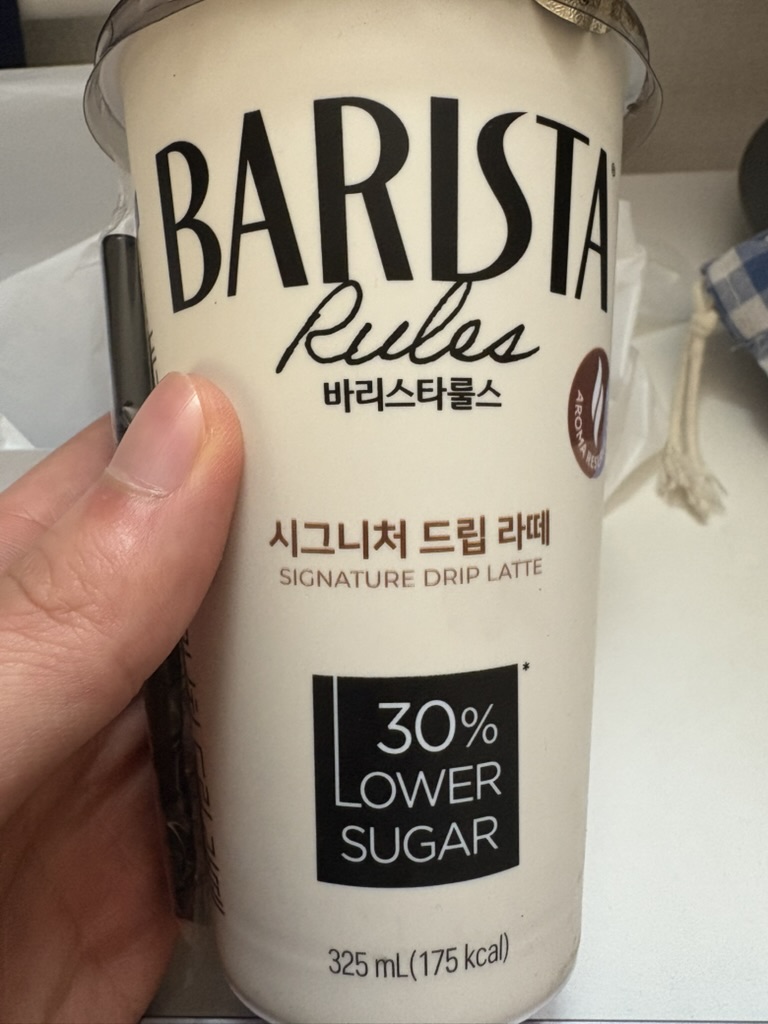 BARISTA
Rules
바리스타룰스
AROMA
시그니처 드립 라떼
SIGNATURE DRIP LATTE
30%
LOWER
SUGAR
*
325 mL(175 kcal)